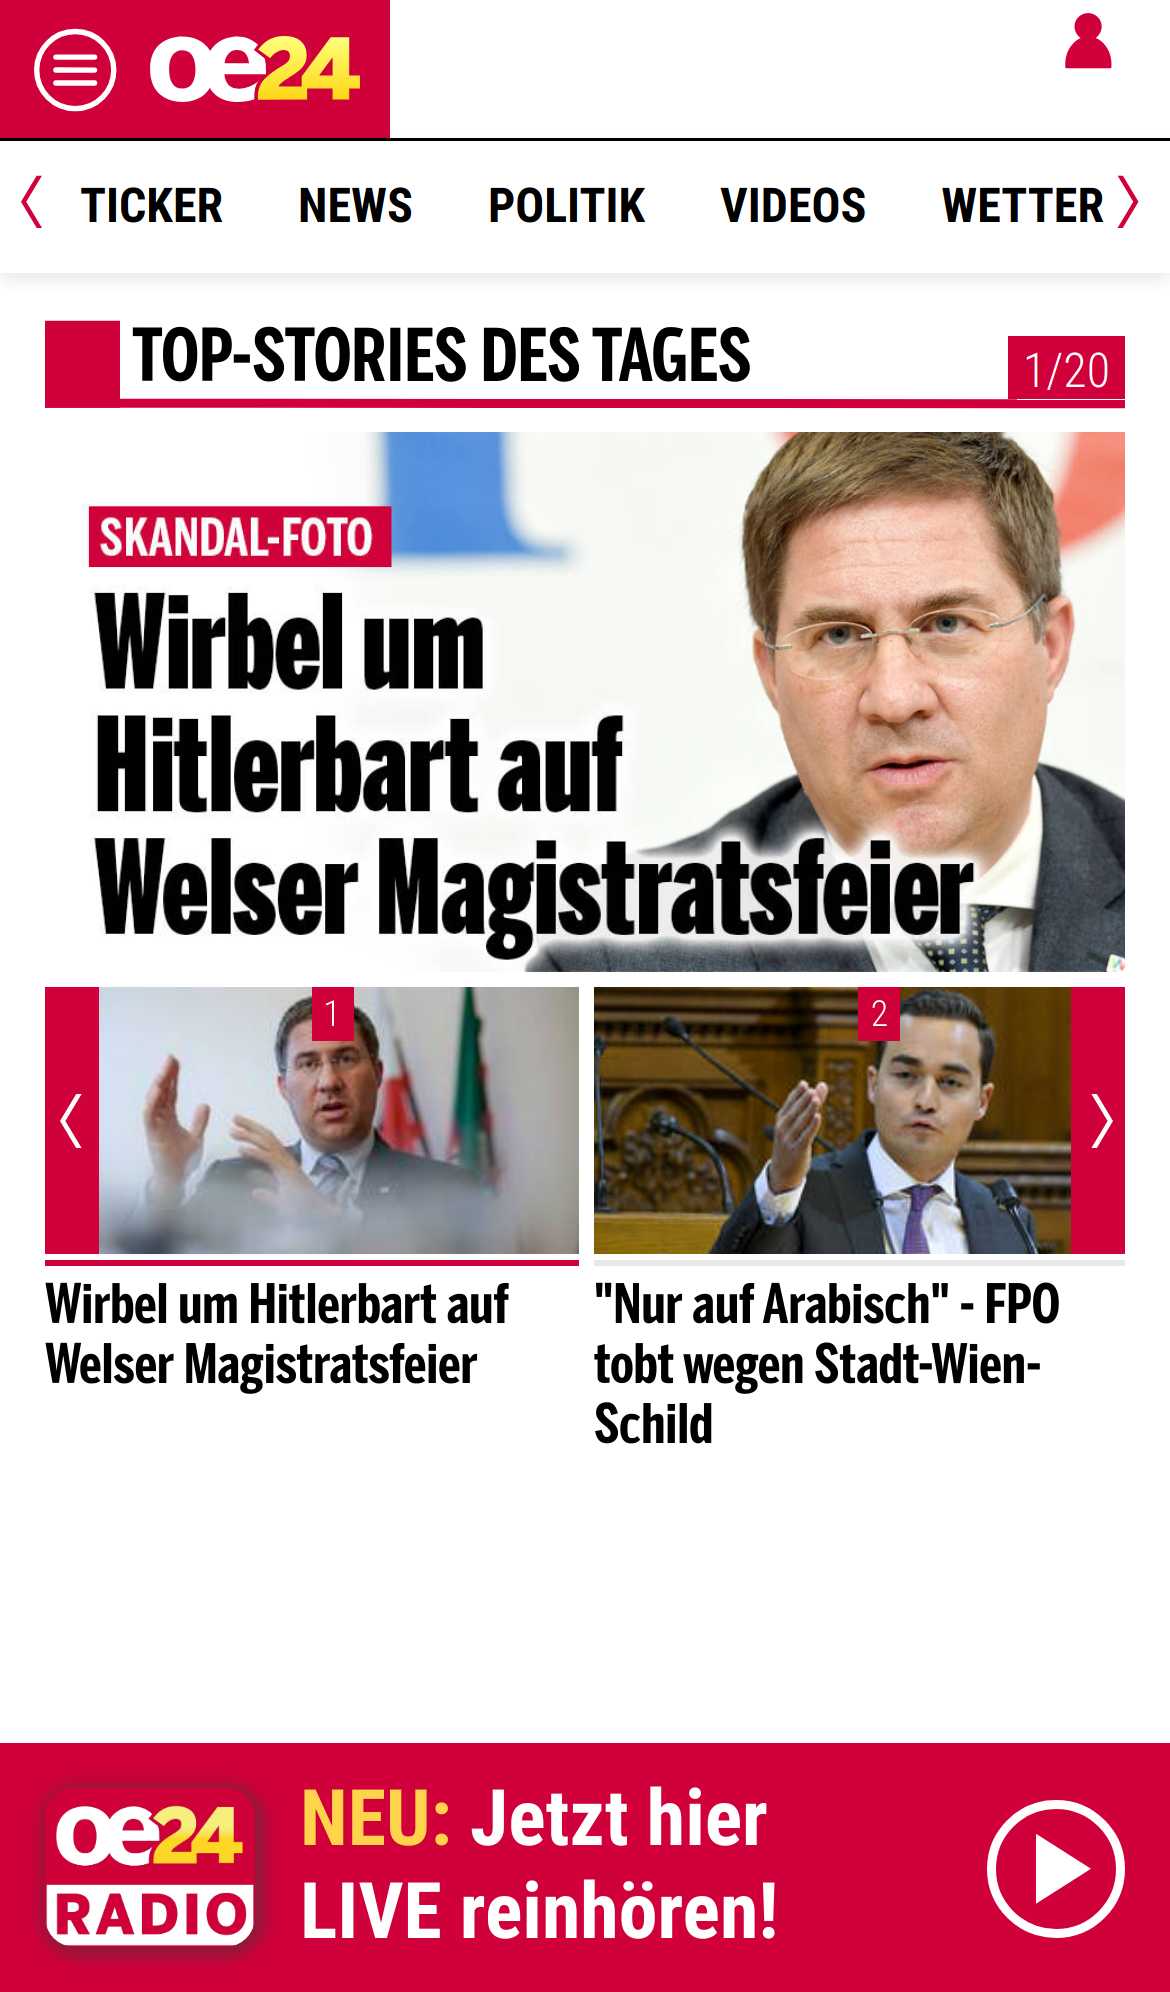 oe24
TICKER NEWS POLITIK VIDEOS WETTER
TOP-STORIES DES TAGES
1/20
SKANDAL-FOTO
Wirbel um
Hitlerbart auf
Welser Magistratsfeier
1
2
Wirbel um Hitlerbart auf
Welser Magistratsfeier
"Nur auf Arabisch" - FPÖ
tobt wegen Stadt-Wien-
Schild
oe24
RADIO
NEU: Jetzt hier
LIVE reinhören!